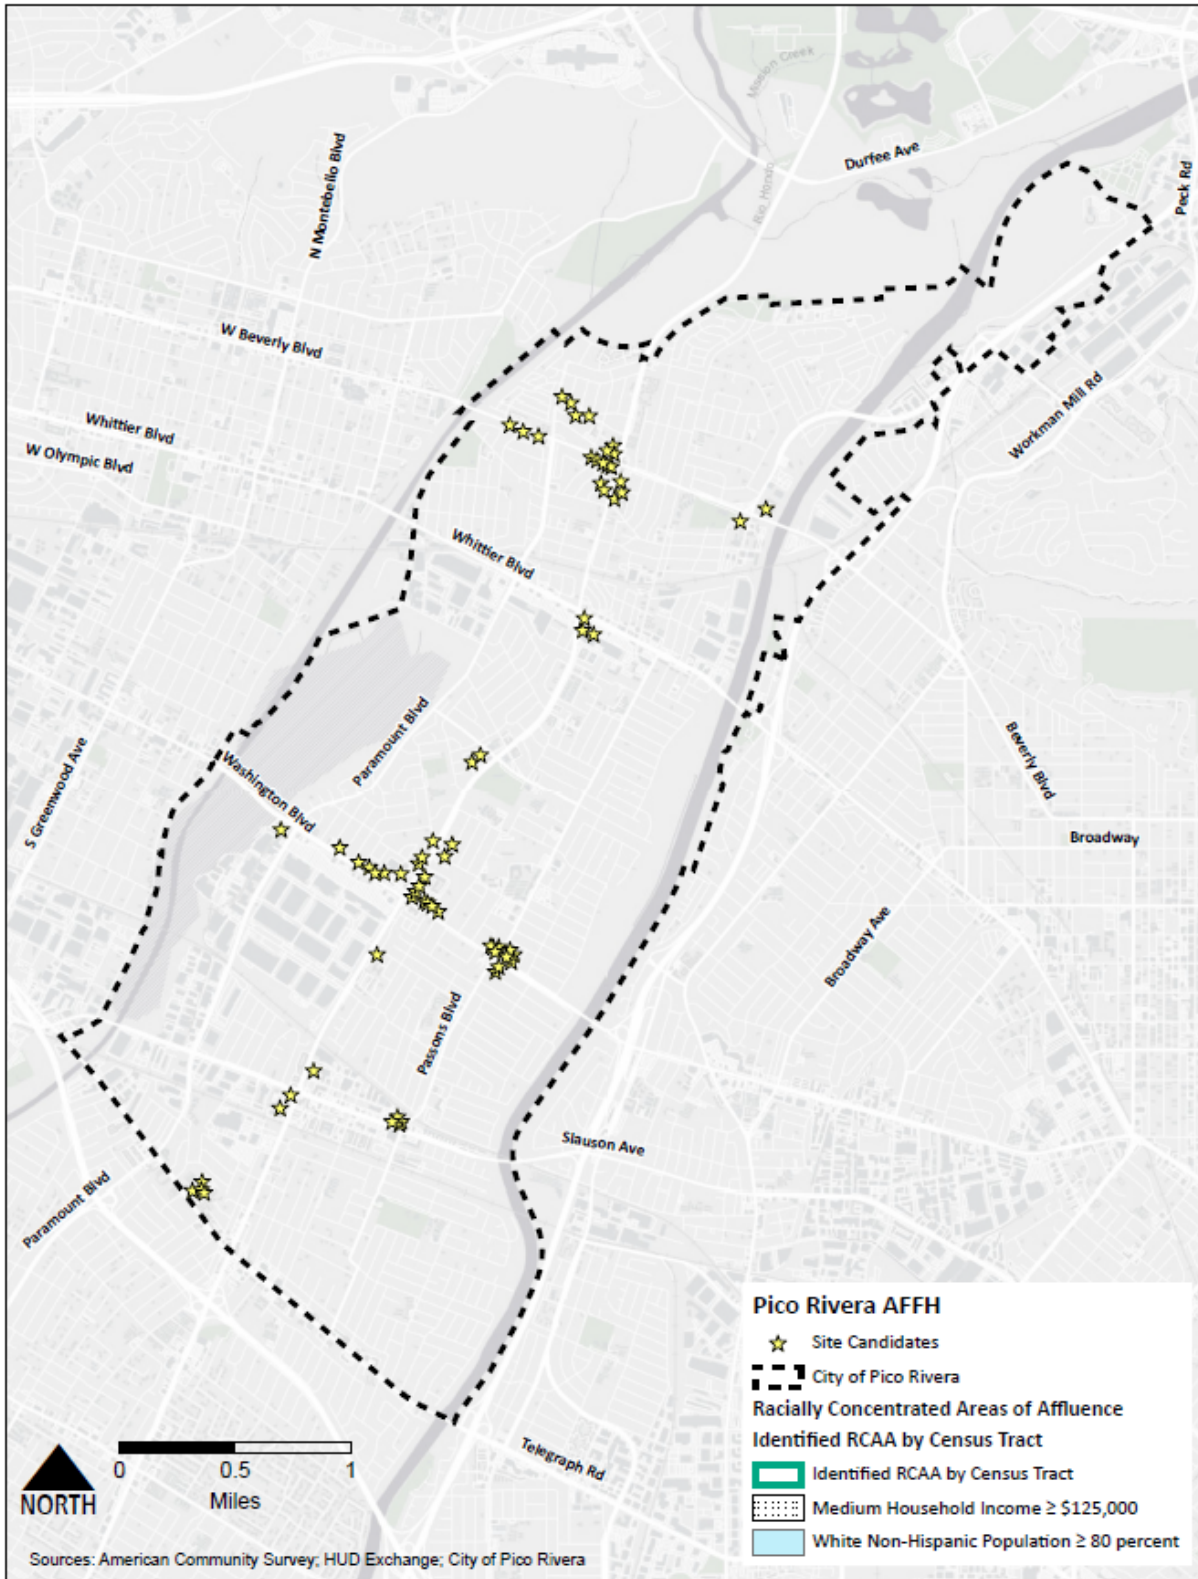 Mission Creek
Durfee Ave
Peck Rd
N Montebello Blvd
Rio Hondo
W Beverly Blvd
Workman Mill Rd
Whittier Blvd
W Olympic Blvd
Whittier Blvd
Paramount Blvd
Beverly Blvd
S Greenwood Ave
Washington Blvd
Broadway
Broadway Ave
Passons Blvd
Slauson Ave
Paramount Blvd
Telegraph Rd
Pico Rivera AFFH
Site Candidates
City of Pico Rivera
Racially Concentrated Areas of Affluence
Identified RCAA by Census Tract
Identified RCAA by Census Tract
Medium Household Income ≥ $125,000
White Non-Hispanic Population ≥ 80 percent
NORTH
0 0.5 1
Miles
Sources: American Community Survey; HUD Exchange; City of Pico Rivera